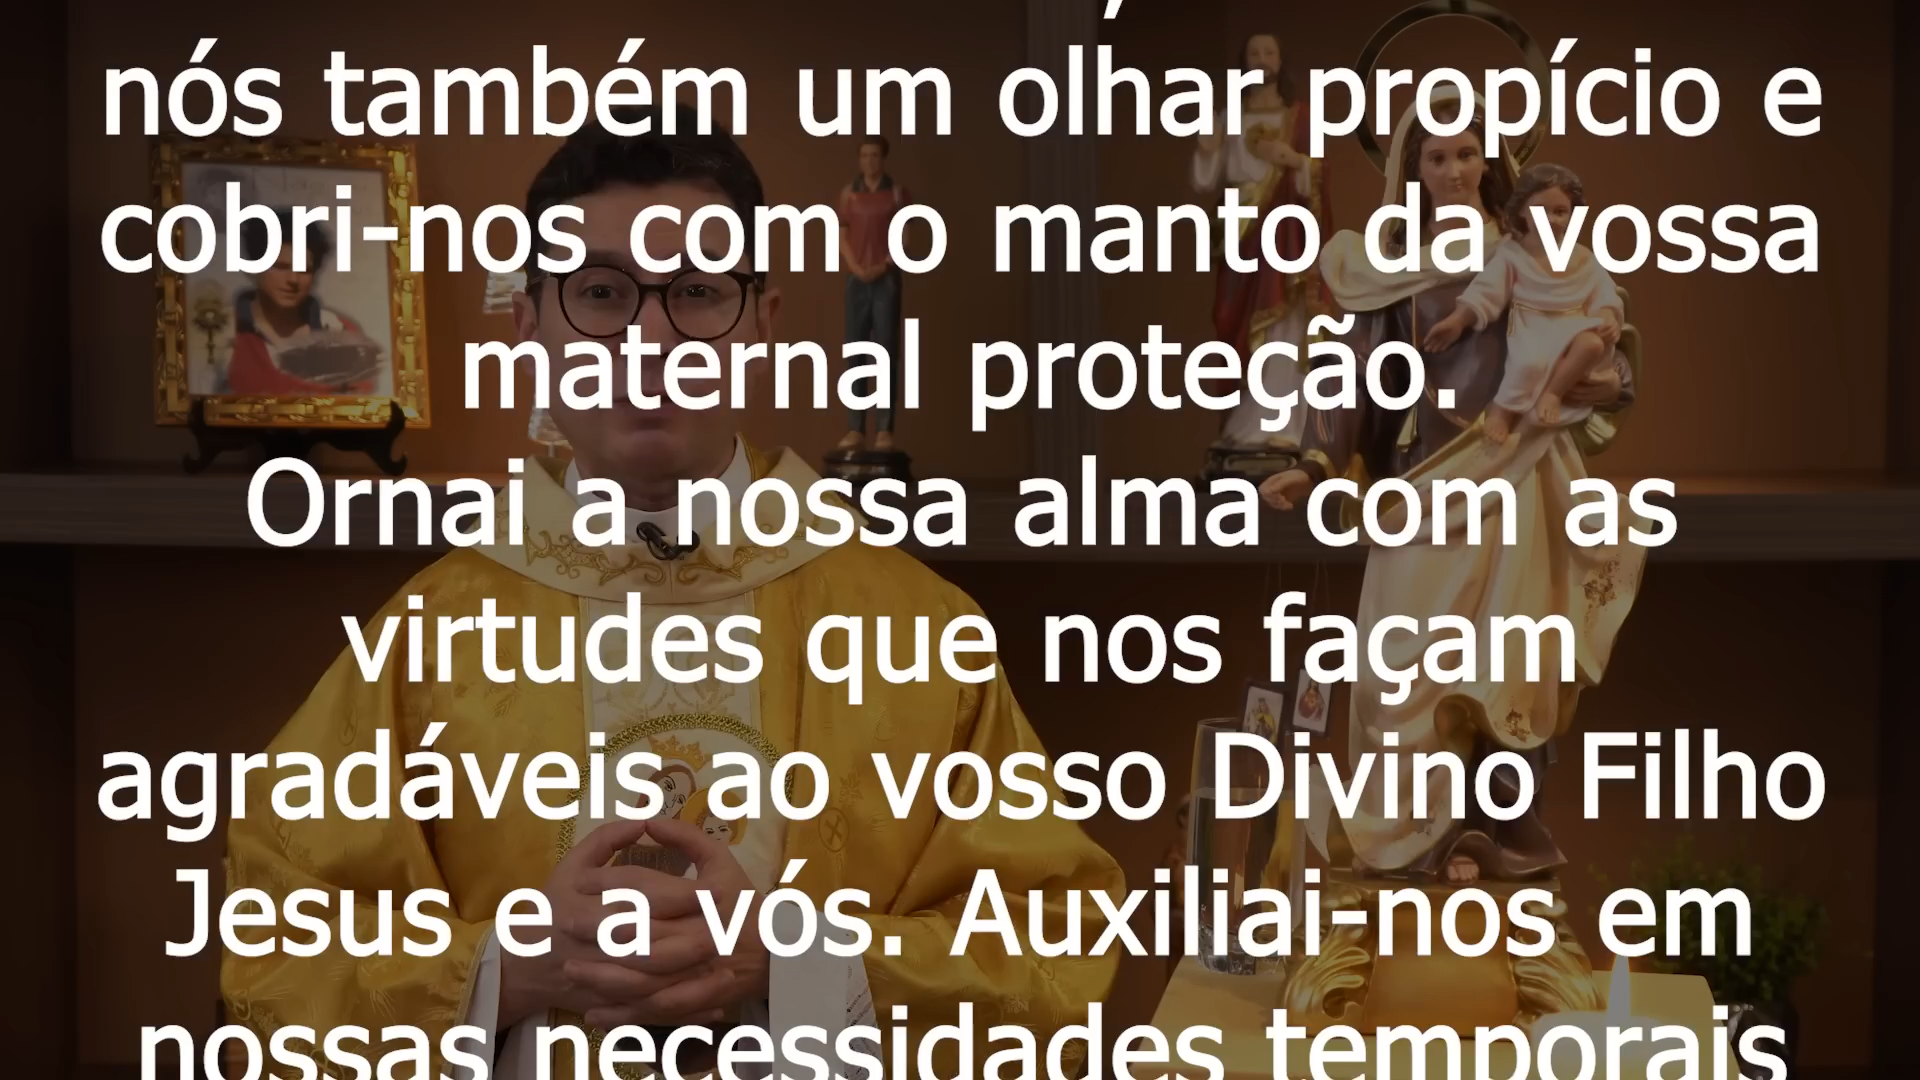 nós também um olhar propício e
cobri-nos com o manto da vossa
maternal proteção.
Ornai a nossa alma com as
virtudes que nos façam
agradáveis ao vosso Divino Filho
Jesus e a vós. Auxiliai-nos em
nossas necessidades temporais